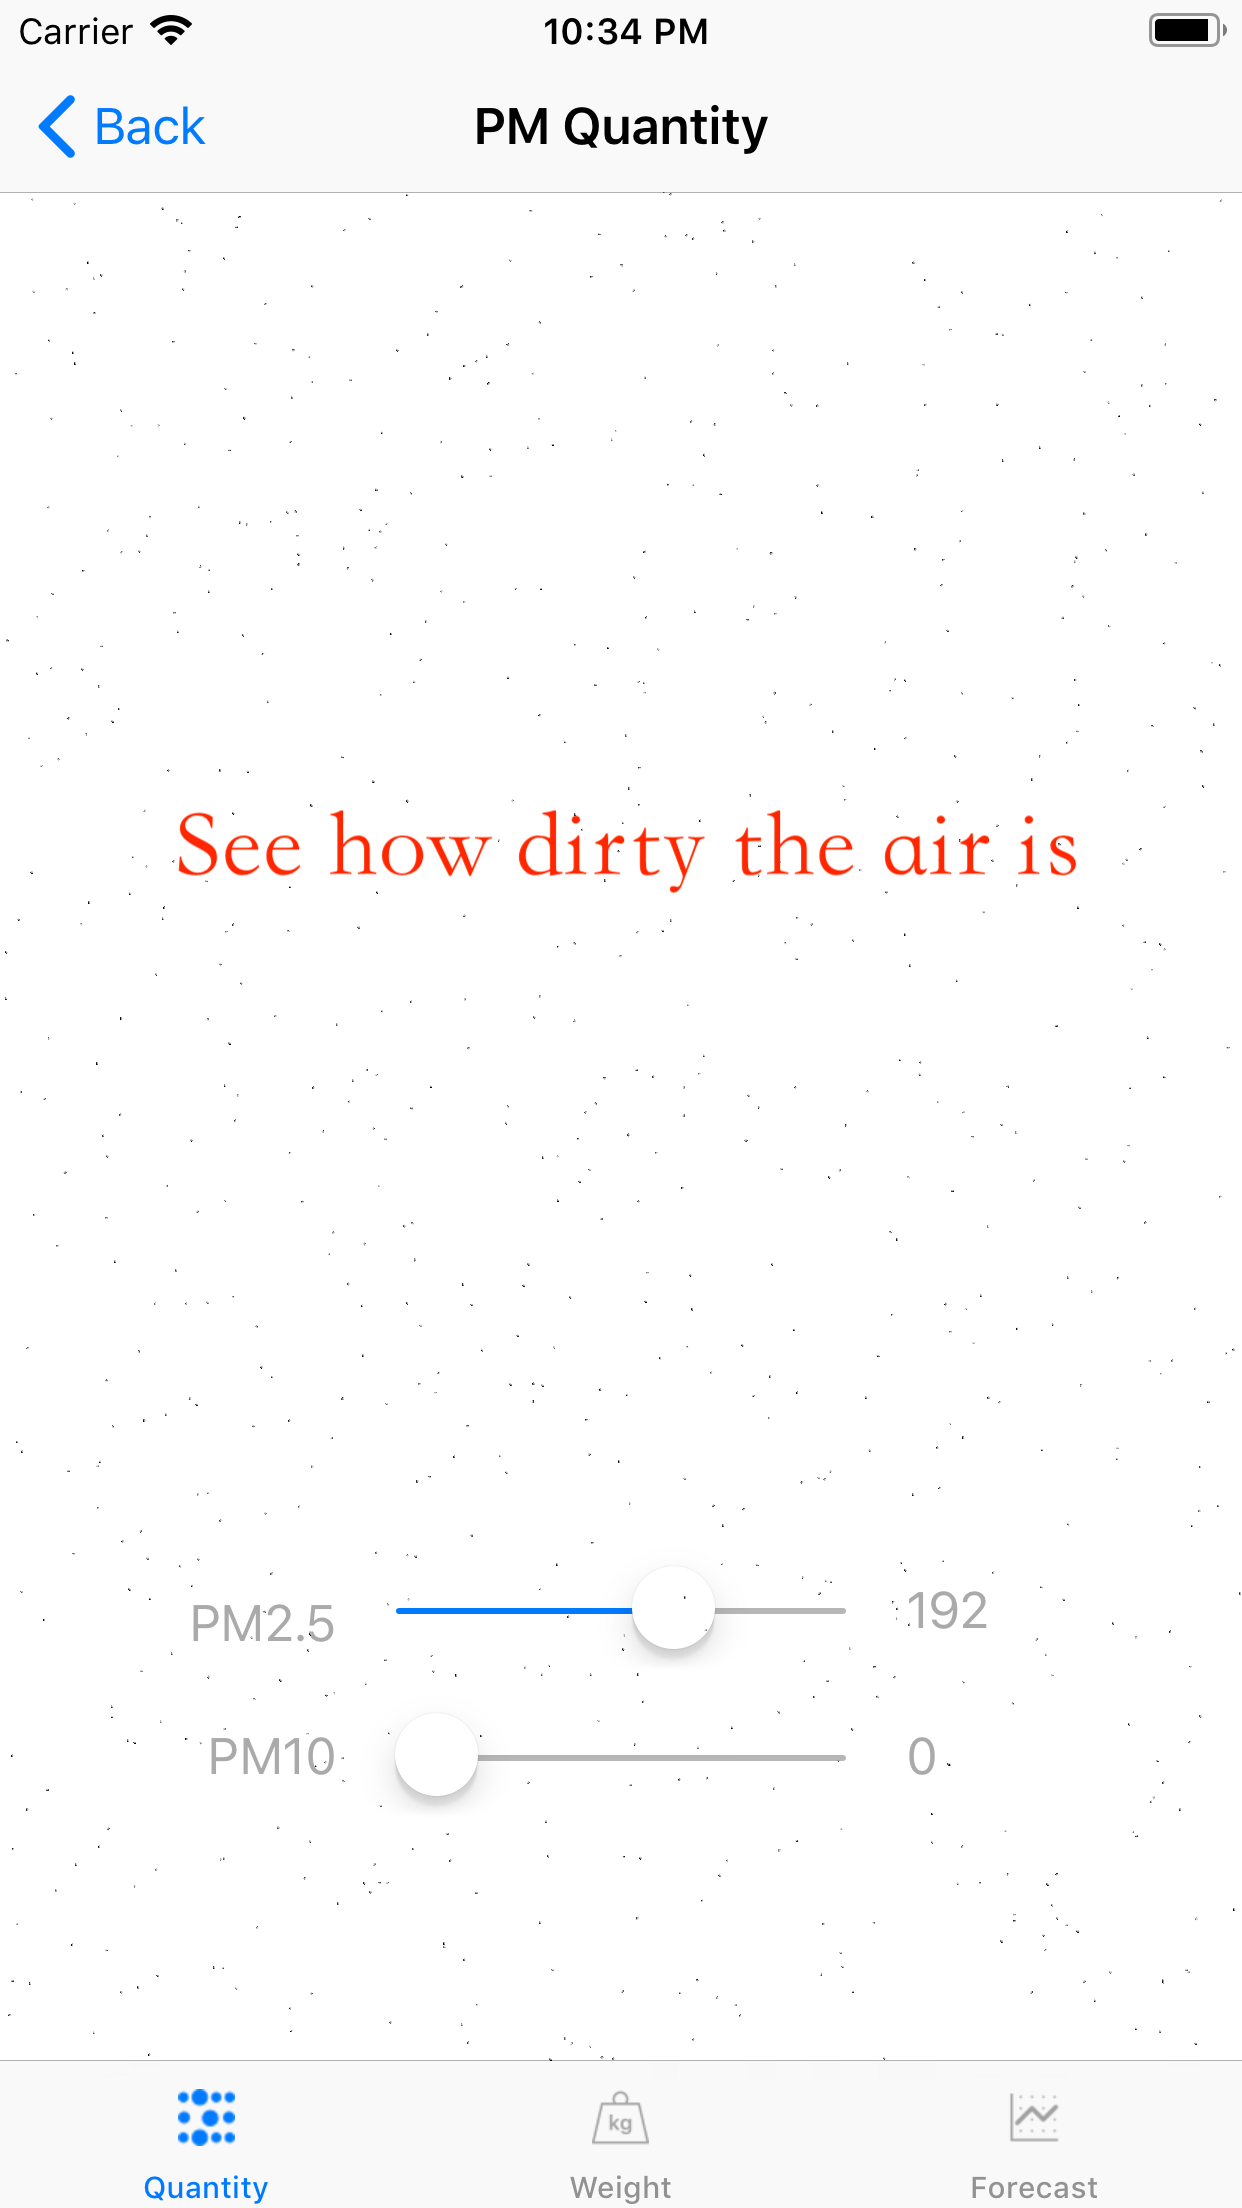 Carrier 10:34 PM
Back PM Quantity
See how dirty the air is
PM2.5 192
PM10 0
kg
Quantity Weight Forecast